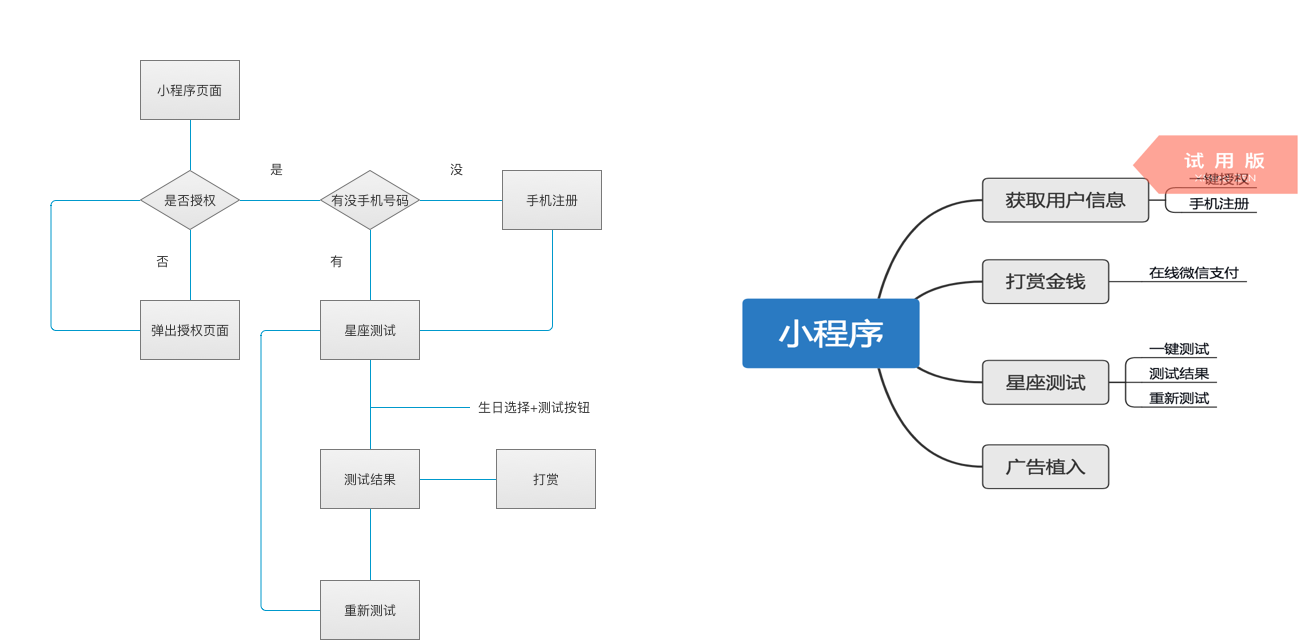 小程序页面
是
没
是否授权
有没手机号码
手机注册
否
有
弹出授权页面
星座测试
生日选择+测试按钮
测试结果
打赏
重新测试
试用版
一键授权
获取用户信息
手机注册
打赏金钱
在线微信支付
小程序
一键测试
星座测试
测试结果
重新测试
广告植入